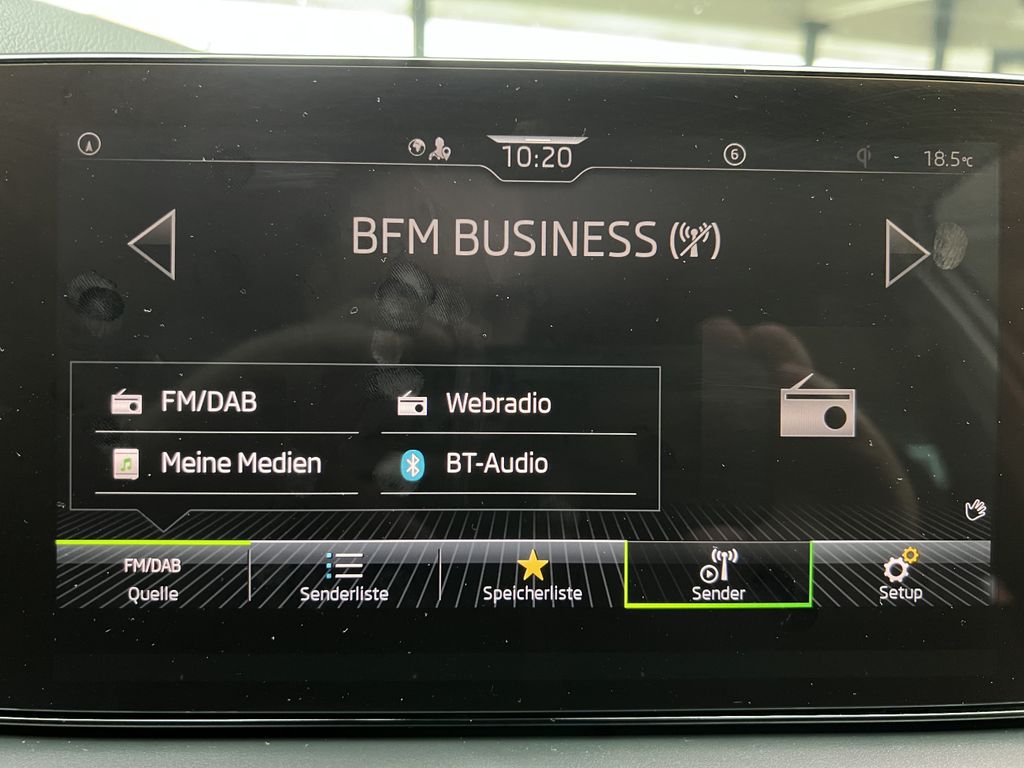 10:20
6
18.5°C
BFM BUSINESS
FM/DAB
Webradio
Meine Medien
BT-Audio
FM/DAB
Quelle
Senderliste
Speicherliste
Sender
Setup